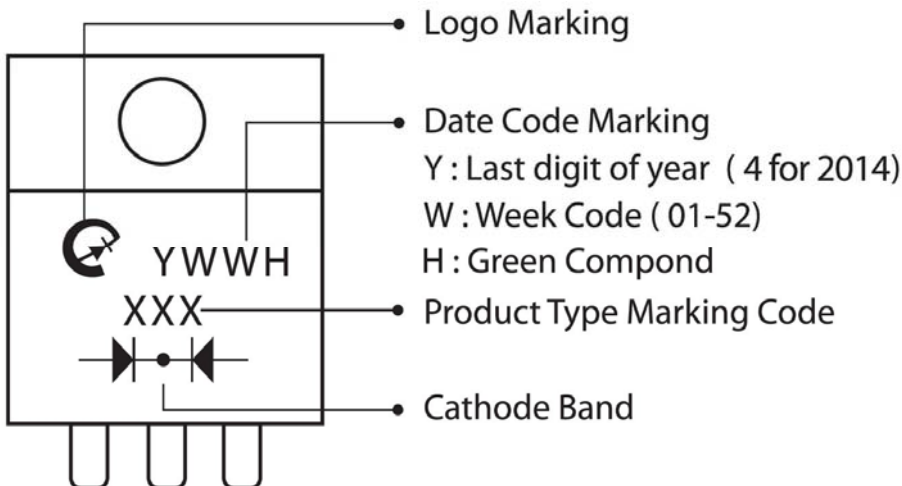 Logo Marking
Date Code Marking
Y : Last digit of year ( 4 for 2014)
W : Week Code ( 01-52)
YWWH
H : Green Compond
XXX
Product Type Marking Code
Cathode Band